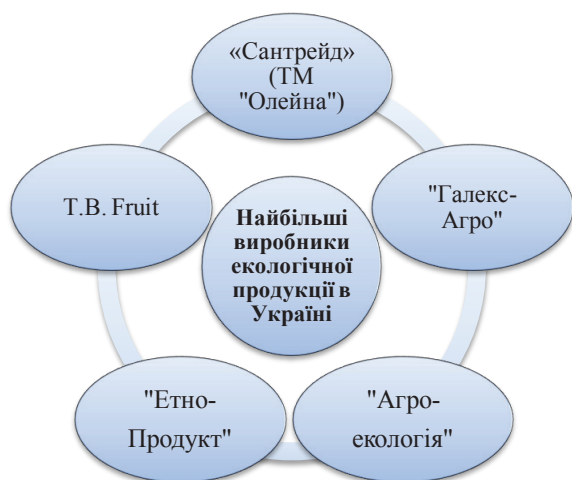 «Сантрейд»
(ТМ
"Олейна")
"Галекс-
Агро"
"Агро-
екологія"
"Етно-
Продукт"
T.B. Fruit
Найбільші
виробники
екологічної
продукції в
Україні